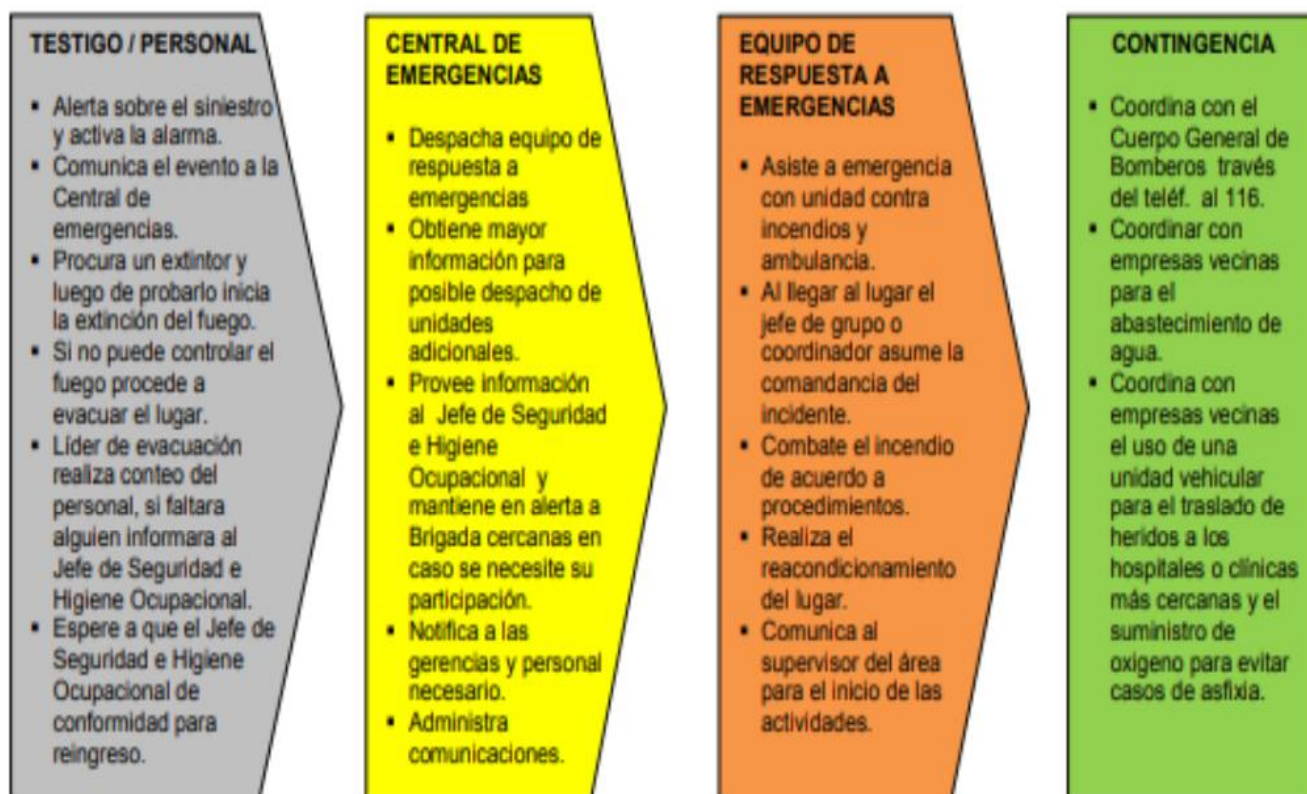 TESTIGO / PERSONAL
▪ Alerta sobre el siniestro
y activa la alarma.
▪ Comunica el evento a la
Central de
emergencias.
▪ Procura un extintor y
luego de probarlo inicia
la extinción del fuego.
▪ Si no puede controlar el
fuego procede a
evacuar el lugar.
▪ Líder de evacuación
realiza conteo del
personal, si faltara
alguien informara al
Jefe de Seguridad e
Higiene Ocupacional.
▪ Espere a que el Jefe de
Seguridad e Higiene
Ocupacional de
conformidad para
reingreso.
CENTRAL DE
EMERGENCIAS
▪ Despacha equipo de
respuesta a
emergencias
▪ Obtiene mayor
información para
posible despacho de
unidades
adicionales.
▪ Provee información
al Jefe de Seguridad
e Higiene
Ocupacional y
mantiene en alerta a
Brigada cercanas en
caso se necesite su
participación.
▪ Notifica a las
gerencias y personal
necesario.
▪ Administra
comunicaciones.
EQUIPO DE
RESPUESTA A
EMERGENCIAS
▪ Asiste a emergencia
con unidad contra
incendios y
ambulancia.
▪ Al llegar al lugar el
jefe de grupo o
coordinador asume la
comandancia del
incidente.
▪ Combate el incendio
de acuerdo a
procedimientos.
▪ Realiza el
reacondicionamiento
del lugar.
▪ Comunica al
supervisor del área
para el inicio de las
actividades.
CONTINGENCIA
▪ Coordina con el
Cuerpo General de
Bomberos través
del teléf. al 116.
▪ Coordinar con
empresas vecinas
para el
abastecimiento de
agua.
▪ Coordina con
empresas vecinas
el uso de una
unidad vehicular
para el traslado de
heridos a los
hospitales o clínicas
más cercanas y el
suministro de
oxigeno para evitar
casos de asfixia.